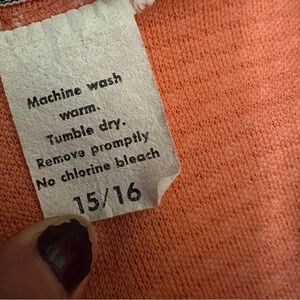 Machine wash
warm.
Tumble dry.
Remove promptly
No chlorine bleach
15/16